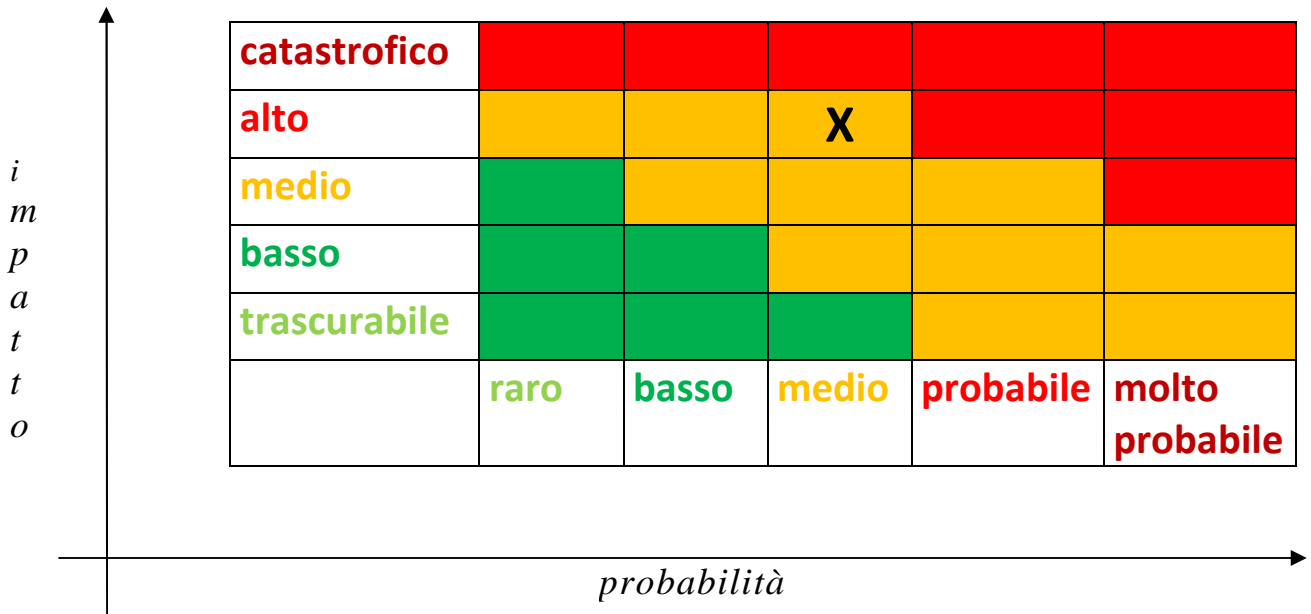 catastrofico
alto
X
medio
basso
trascurabile
raro
basso
medio
probabile
molto
probabile
i
m
p
a
t
t
o
probabilità